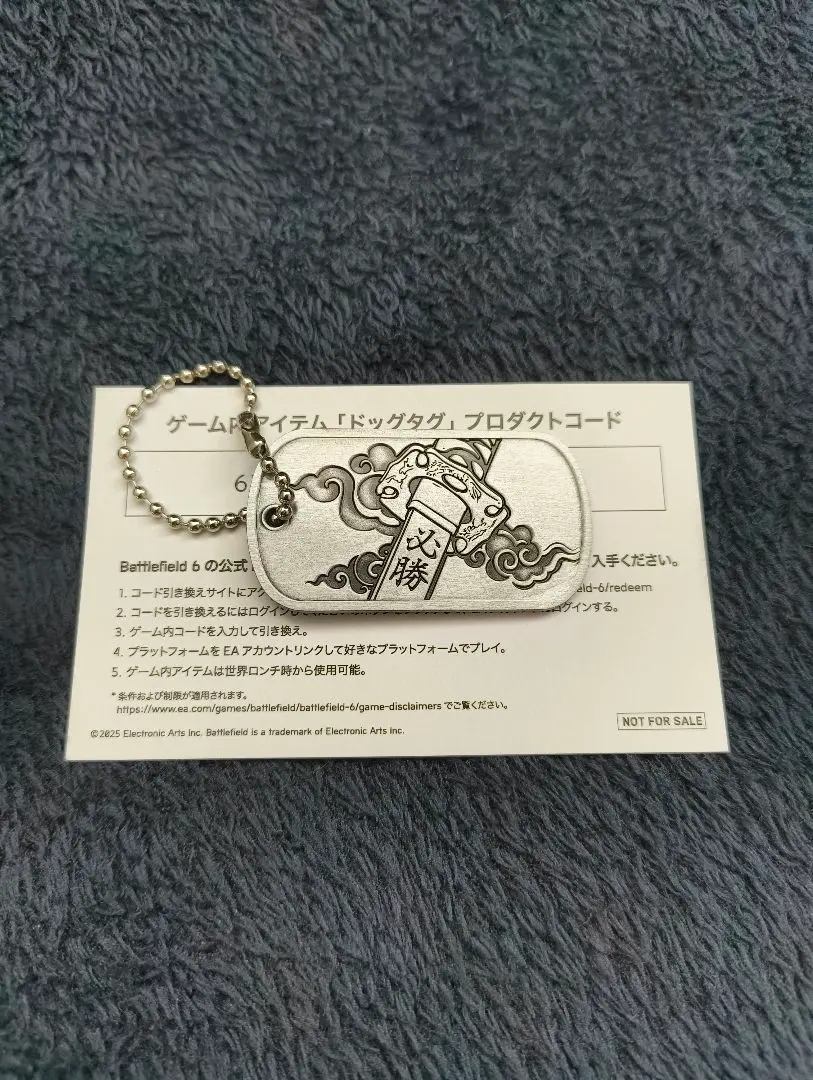 ゲーム内アイテム「ドッグタグ」プロダクトコード
6
必勝
Battlefield 6 の公式 入手ください。
1. コード引き換えサイトにアク eld-6/redeem
2. コードを引き換えるにはログイン ログインする。
3. ゲーム内コードを入力して引き換え。
4. プラットフォームを EA アカウントリンクして好きなプラットフォームでプレイ。
5. ゲーム内アイテムは世界ロンチ時から使用可能。
* 条件および制限が適用されます。
https://www.ea.com/games/battlefield/battlefield-6/game-disclaimers でご覧ください。
NOT FOR SALE
©2025 Electronic Arts Inc. Battlefield is a trademark of Electronic Arts Inc.